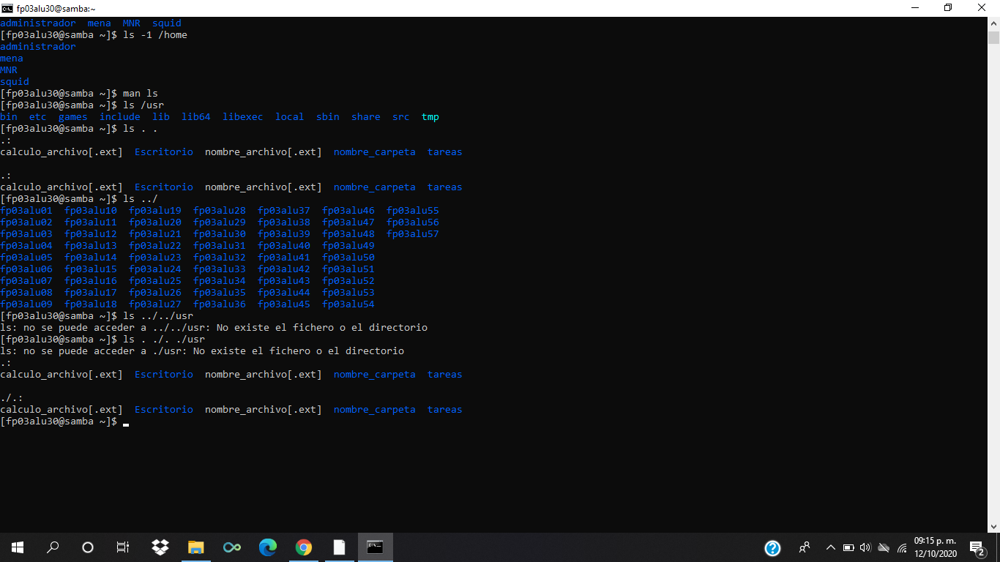 fp03alu30@samba:~
administrador  mena  MNR  squid
[fp03alu30@samba ~]$ ls -1 /home
administrador
mena
MNR
squid
[fp03alu30@samba ~]$ man ls
[fp03alu30@samba ~]$ ls /usr
bin  etc  games  include  lib  lib64  libexec  local  sbin  share  src  tmp
[fp03alu30@samba ~]$ ls . .
.:
calculo_archivo[.ext]  Escritorio  nombre_archivo[.ext]  nombre_carpeta  tareas
.:
calculo_archivo[.ext]  Escritorio  nombre_archivo[.ext]  nombre_carpeta  tareas
[fp03alu30@samba ~]$ ls ../
fp03alu01  fp03alu10  fp03alu19  fp03alu28  fp03alu37  fp03alu46  fp03alu55
fp03alu02  fp03alu11  fp03alu20  fp03alu29  fp03alu38  fp03alu47  fp03alu56
fp03alu03  fp03alu12  fp03alu21  fp03alu30  fp03alu39  fp03alu48  fp03alu57
fp03alu04  fp03alu13  fp03alu22  fp03alu31  fp03alu40  fp03alu49
fp03alu05  fp03alu14  fp03alu23  fp03alu32  fp03alu41  fp03alu50
fp03alu06  fp03alu15  fp03alu24  fp03alu33  fp03alu42  fp03alu51
fp03alu07  fp03alu16  fp03alu25  fp03alu34  fp03alu43  fp03alu52
fp03alu08  fp03alu17  fp03alu26  fp03alu35  fp03alu44  fp03alu53
fp03alu09  fp03alu18  fp03alu27  fp03alu36  fp03alu45  fp03alu54
[fp03alu30@samba ~]$ ls ../../usr
ls: no se puede acceder a ../../usr: No existe el fichero o el directorio
[fp03alu30@samba ~]$ ls . ./. ./usr
ls: no se puede acceder a ./usr: No existe el fichero o el directorio
.:
calculo_archivo[.ext]  Escritorio  nombre_archivo[.ext]  nombre_carpeta  tareas
./.:
calculo_archivo[.ext]  Escritorio  nombre_archivo[.ext]  nombre_carpeta  tareas
[fp03alu30@samba ~]$
09:15 p. m.
12/10/2020
2